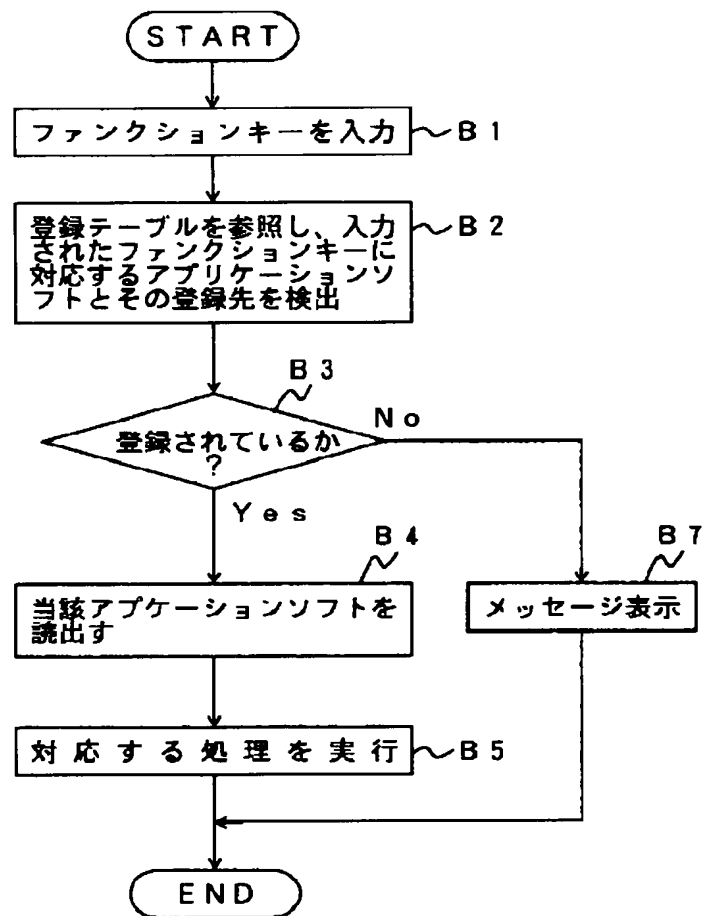 START
ファンクションキーを入力
B1
登録テーブルを参照し、入力
されたファンクションキーに
対応するアプリケーションソ
フトとその登録先を検出
B2
B3
登録されているか
?
No
Yes
B4
当該アプケーションソフトを
読出す
B7
メッセージ表示
対応する処理を実行
B5
END